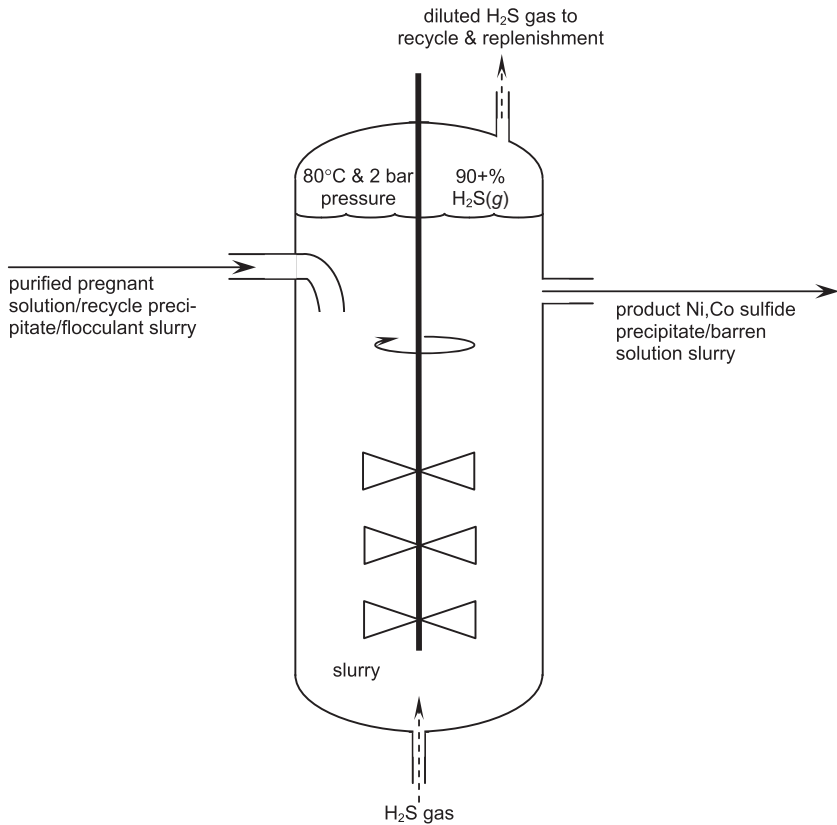 diluted H₂S gas to
recycle & replenishment
80°C & 2 bar
pressure
90+%
H₂S(g)
purified pregnant
solution/recycle preci-
pitate/flocculant slurry
product Ni,Co sulfide
precipitate/barren
solution slurry
slurry
H₂S gas